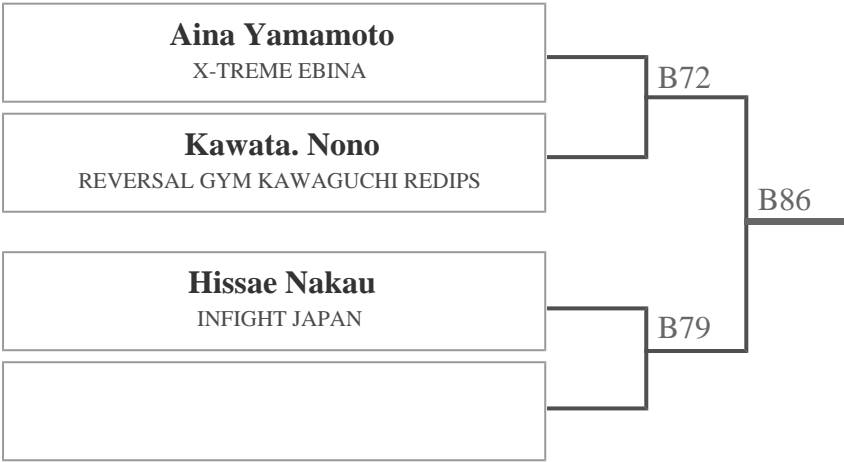 Aina Yamamoto
X-TREME EBINA
B72
Kawata. Nono
REVERSAL GYM KAWAGUCHI REDIPS
B86
Hissae Nakau
INFIGHT JAPAN
B79